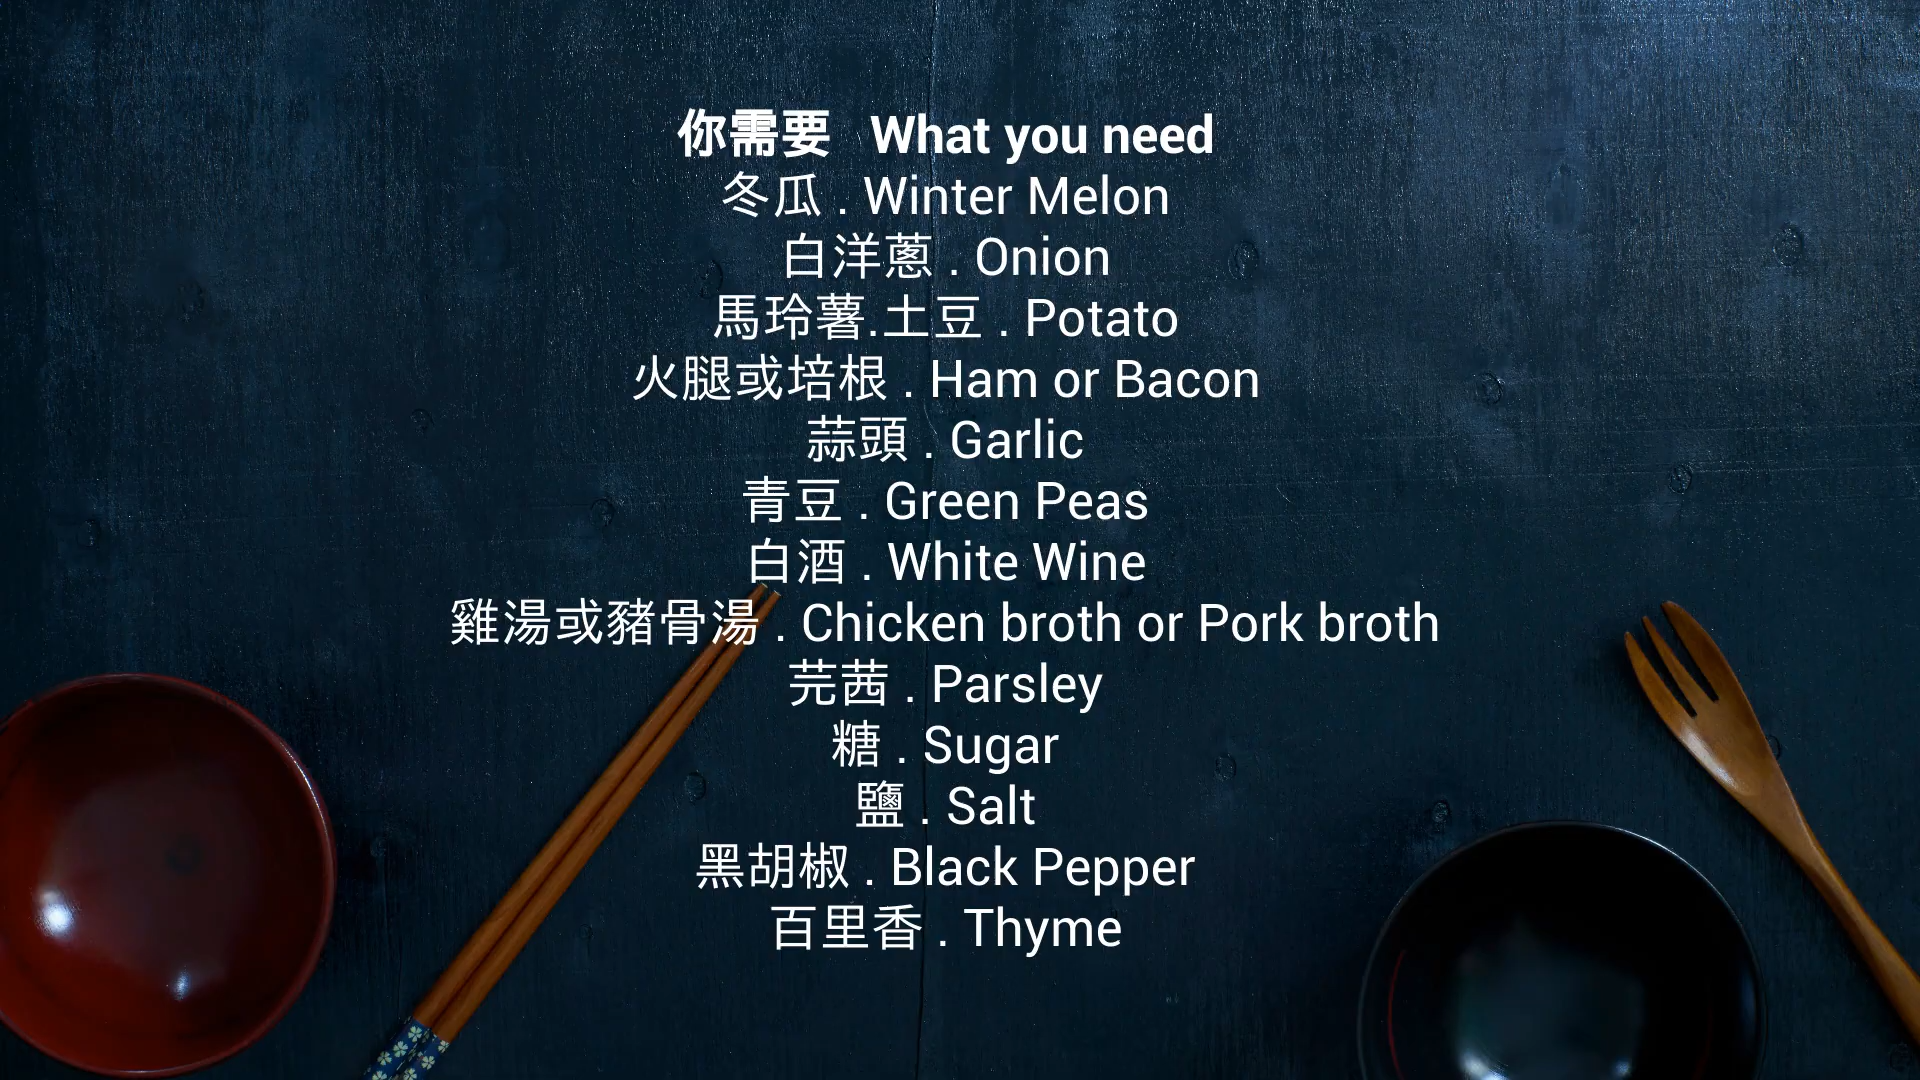 你需要 What you need
冬瓜 . Winter Melon
白洋蔥 . Onion
馬玲薯.土豆 . Potato
火腿或培根 . Ham or Bacon
蒜頭 . Garlic
青豆 . Green Peas
白酒 . White Wine
雞湯或豬骨湯 . Chicken broth or Pork broth
芫茜 . Parsley
糖 . Sugar
鹽 . Salt
黑胡椒 . Black Pepper
百里香 . Thyme